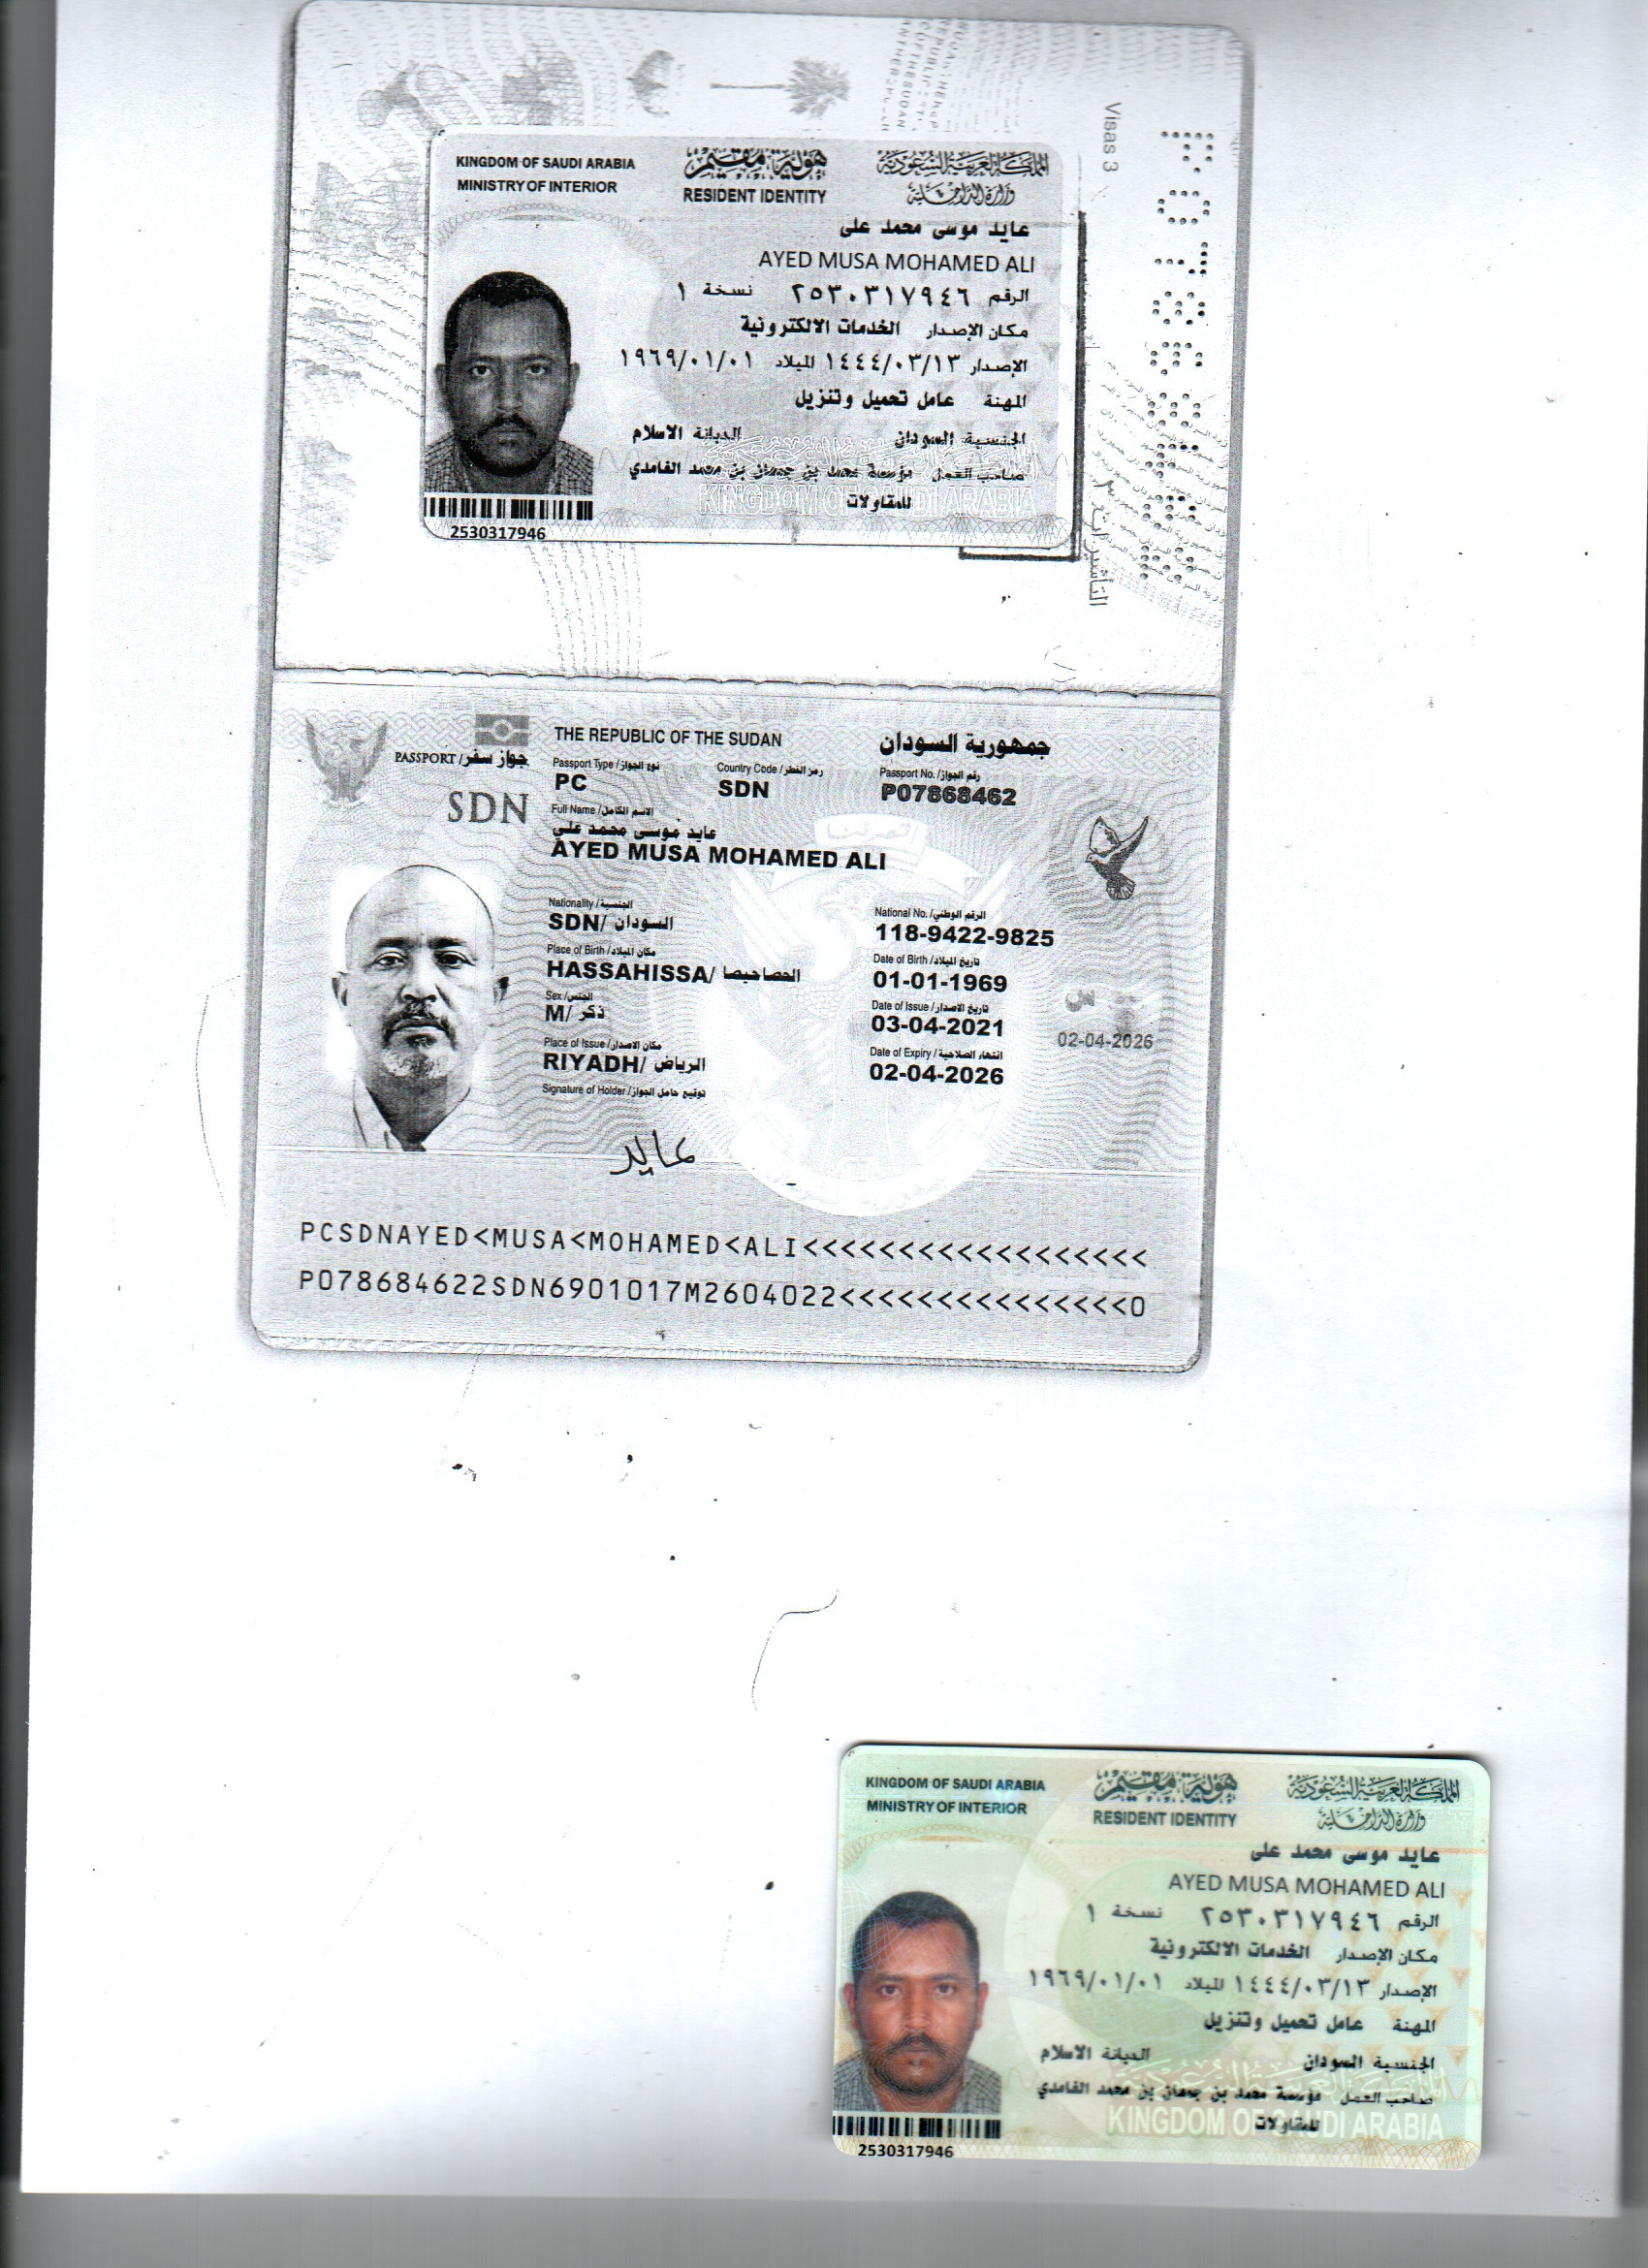 Visas 3
التأشيرات
KINGDOM OF SAUDI ARABIA
MINISTRY OF INTERIOR
هوية مقيم
RESIDENT IDENTITY
المملكة العربية السعودية
وزارة الداخلية
عايد موسى محمد على
AYED MUSA MOHAMED ALI
الرقم ٢٥٣٠٣١٧٩٤٦ نسخة ١
مكان الإصدار الخدمات الالكترونية
الإصدار ١٤٤٤/٠٣/١٣ الميلاد ١٩٦٩/٠١/٠١
المهنة عامل تحميل وتنزيل
الجنسية السودان الديانة الاسلام
صاحب العمل مؤسسة محمد بن جمعان بن محمد الغامدي
للمقاولات
KINGDOM OF SAUDI ARABIA
2530317946
PASSPORT / جواز سفر
SDN
THE REPUBLIC OF THE SUDAN
جمهورية السودان
Passport Type / نوع الجواز
PC
Country Code / رمز القطر
SDN
Passport No. / رقم الجواز
P07868462
Full Name / الاسم الكامل
عايد موسى محمد علي
AYED MUSA MOHAMED ALI
Nationality / الجنسية
SDN/ السودان
National No. / الرقم الوطني
118-9422-9825
Place of Birth / مكان الميلاد
HASSAHISSA/ الحصاحيصا
Date of Birth / تاريخ الميلاد
01-01-1969
Sex / الجنس
M/ ذكر
Date of Issue / تاريخ الاصدار
03-04-2021
Place of Issue / مكان الاصدار
RIYADH/ الرياض
Date of Expiry / انتهاء الصلاحية
02-04-2026
02-04-2026
Signature of Holder / توقيع حامل الجواز
عايد
PCSDNAYED<MUSA<MOHAMED<ALI<<<<<<<<<<<<<<<<<<
P078684622SDN6901017M2604022<<<<<<<<<<<<<<<0
KINGDOM OF SAUDI ARABIA
MINISTRY OF INTERIOR
هوية مقيم
RESIDENT IDENTITY
المملكة العربية السعودية
وزارة الداخلية
عايد موسى محمد على
AYED MUSA MOHAMED ALI
الرقم ٢٥٣٠٣١٧٩٤٦ نسخة ١
مكان الإصدار الخدمات الالكترونية
الإصدار ١٤٤٤/٠٣/١٣ الميلاد ١٩٦٩/٠١/٠١
المهنة عامل تحميل وتنزيل
الجنسية السودان الديانة الاسلام
صاحب العمل مؤسسة محمد بن جمعان بن محمد الغامدي
للمقاولات
KINGDOM OF SAUDI ARABIA
2530317946